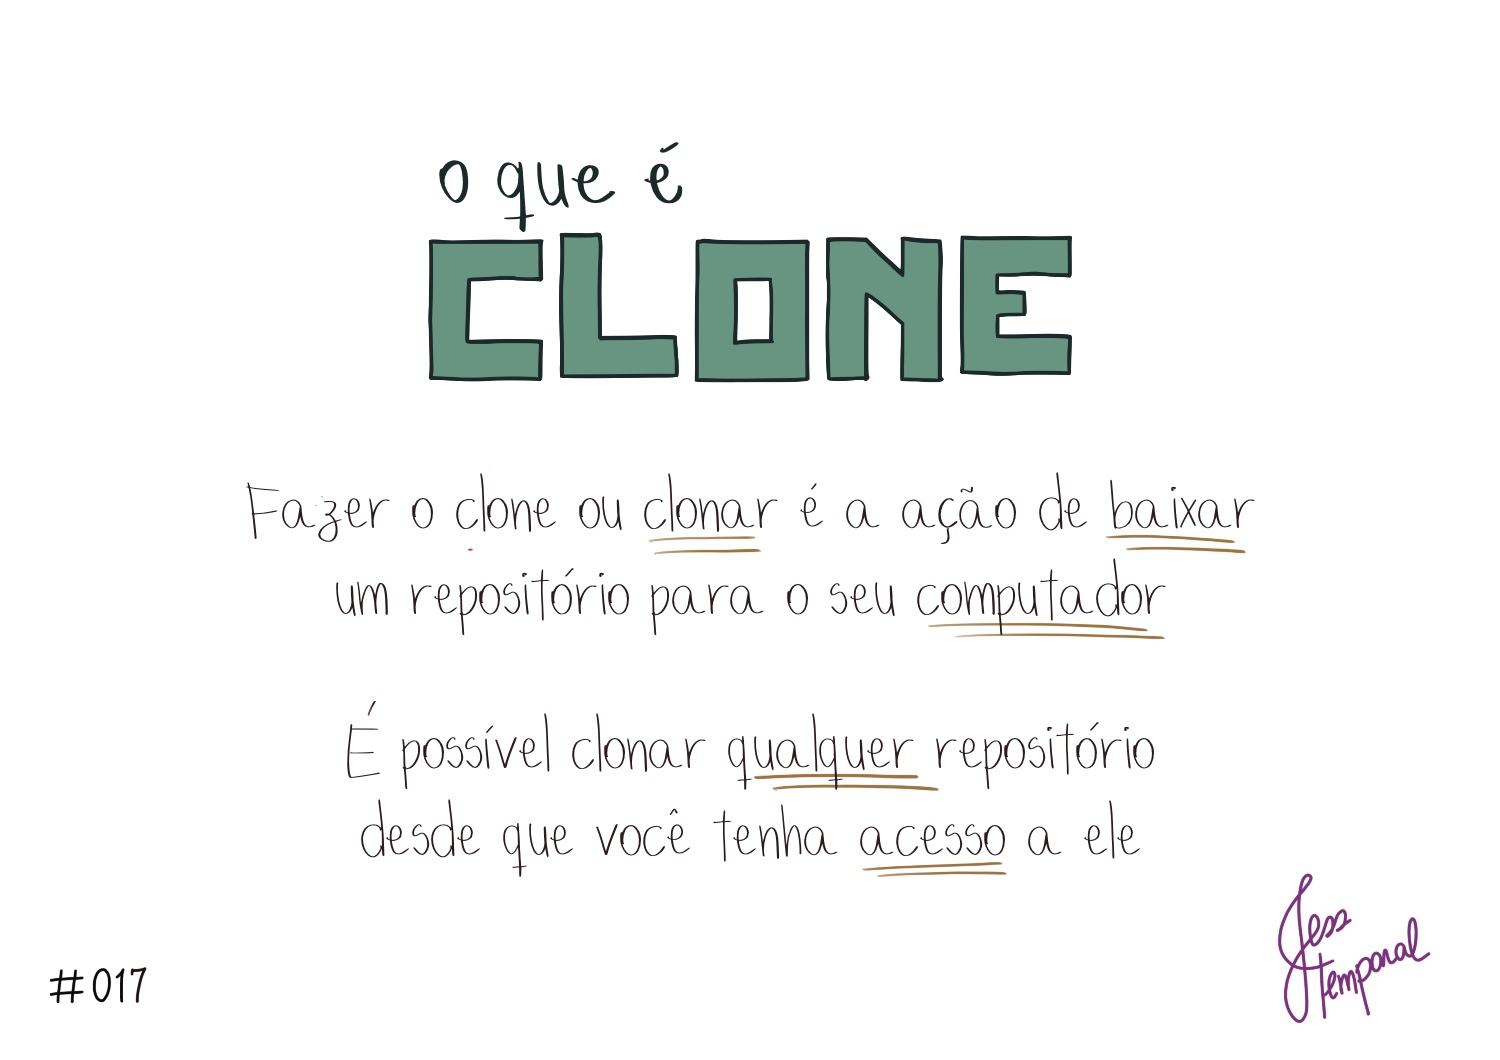 o que é
CLONE
Fazer o clone ou clonar é a ação de baixar
um repositório para o seu computador
É possível clonar qualquer repositório
desde que você tenha acesso a ele
#017
Jess
temporal